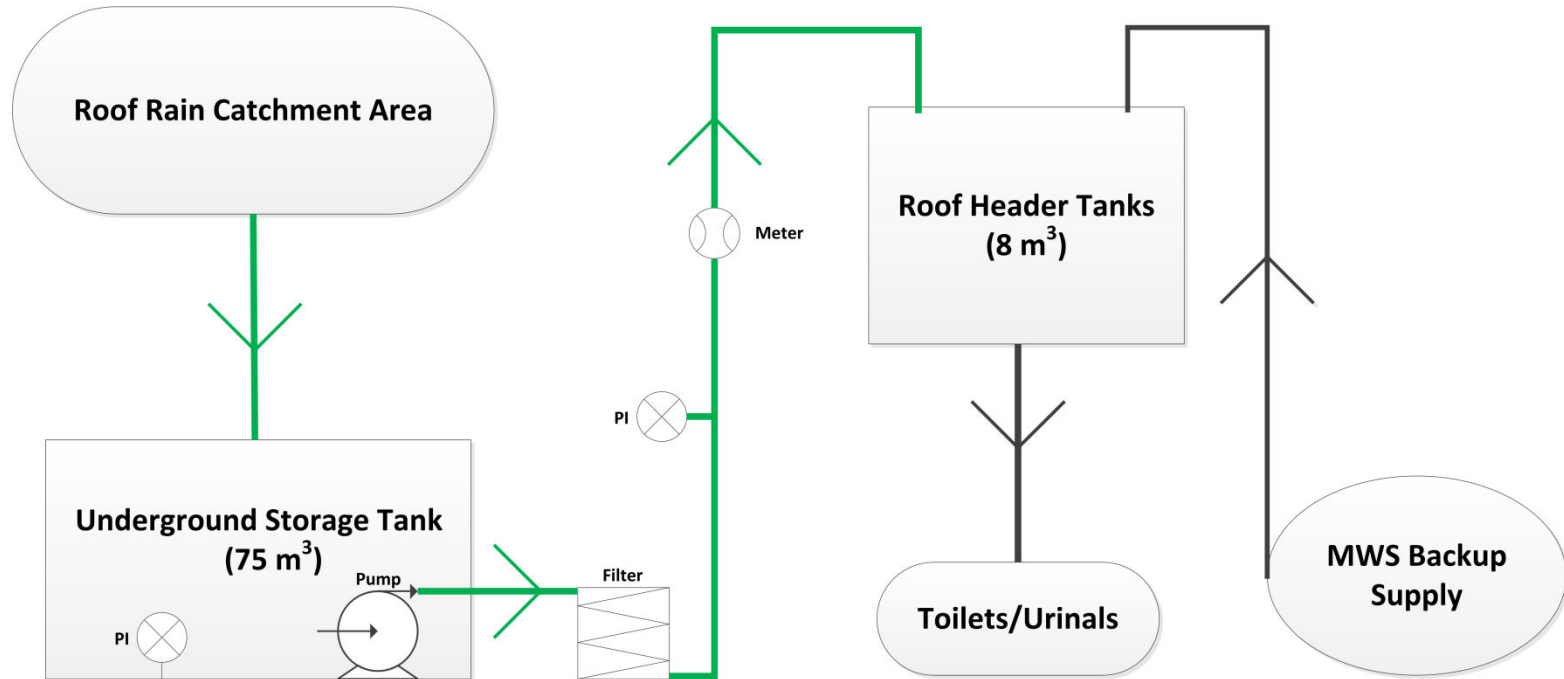 Roof Rain Catchment Area
Underground Storage Tank
(75 m³)
Pump
PI
Filter
PI
Meter
Roof Header Tanks
(8 m³)
Toilets/Urinals
MWS Backup
Supply